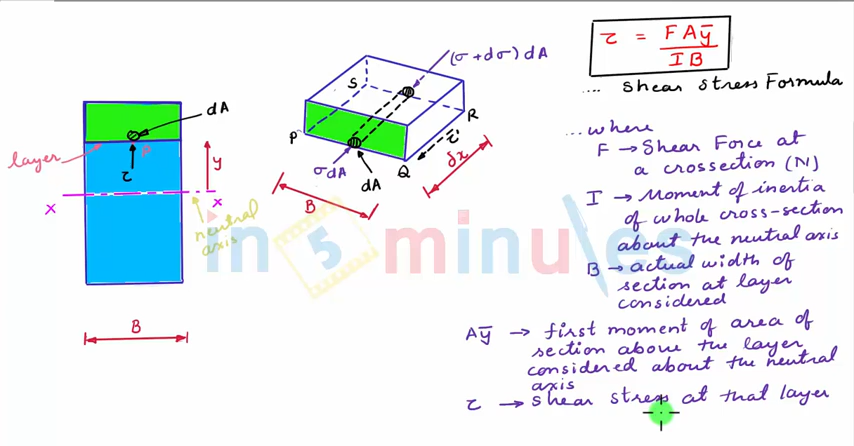 τ = FAȳ / IB
.... Shear Stress Formula
...where
F → Shear Force at
a crossection (N)
I → Moment of inertia
of whole cross-section
about the neutral axis
B → actual width of
section at layer
considered
Aȳ → first moment of area of
section above the layer
considered about the neutral
axis
τ → shear stress at that layer
dA
layer
P
τ
y
X
X
neutral
axis
B
(σ + dσ) dA
S
R
P
Q
σdA
dA
τ
δx
B
in 5 minutes